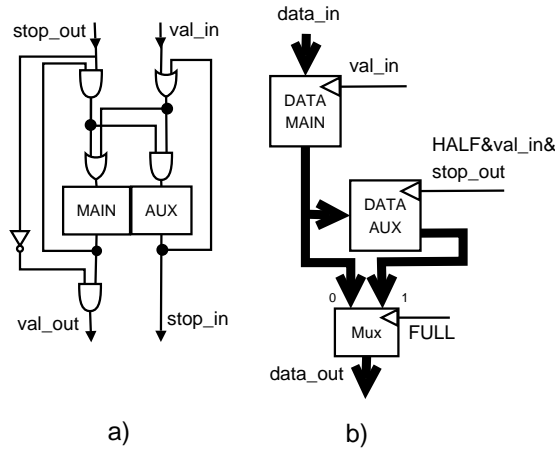 stop_out
val_in
MAIN
AUX
val_out
stop_in
a)
data_in
val_in
DATA
MAIN
HALF&val_in&
stop_out
DATA
AUX
0
1
Mux
FULL
data_out
b)